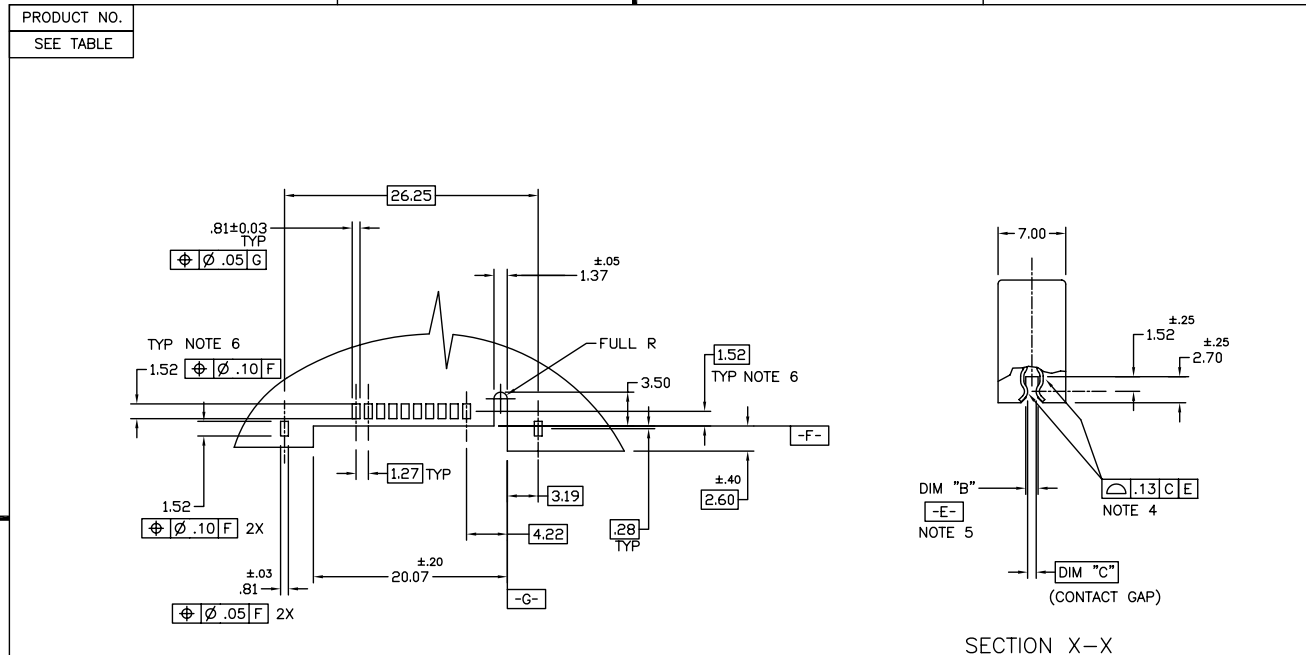 PRODUCT NO.
SEE TABLE
26.25
.81±0.03
TYP
⌖ Ø .05 G
±.05
1.37
7.00
TYP NOTE 6
1.52 ⌖ Ø .10 F
FULL R
1.52
TYP NOTE 6
3.50
±.25
1.52
±.25
2.70
-F-
1.27 TYP
3.19
±.40
2.60
1.52
⌖ Ø .10 F 2X
4.22
.28
TYP
DIM "B"
-E-
NOTE 5
⌓ .13 C E
NOTE 4
±.03
.81
±.20
20.07
-G-
⌖ Ø .05 F 2X
DIM "C"
(CONTACT GAP)
SECTION X-X